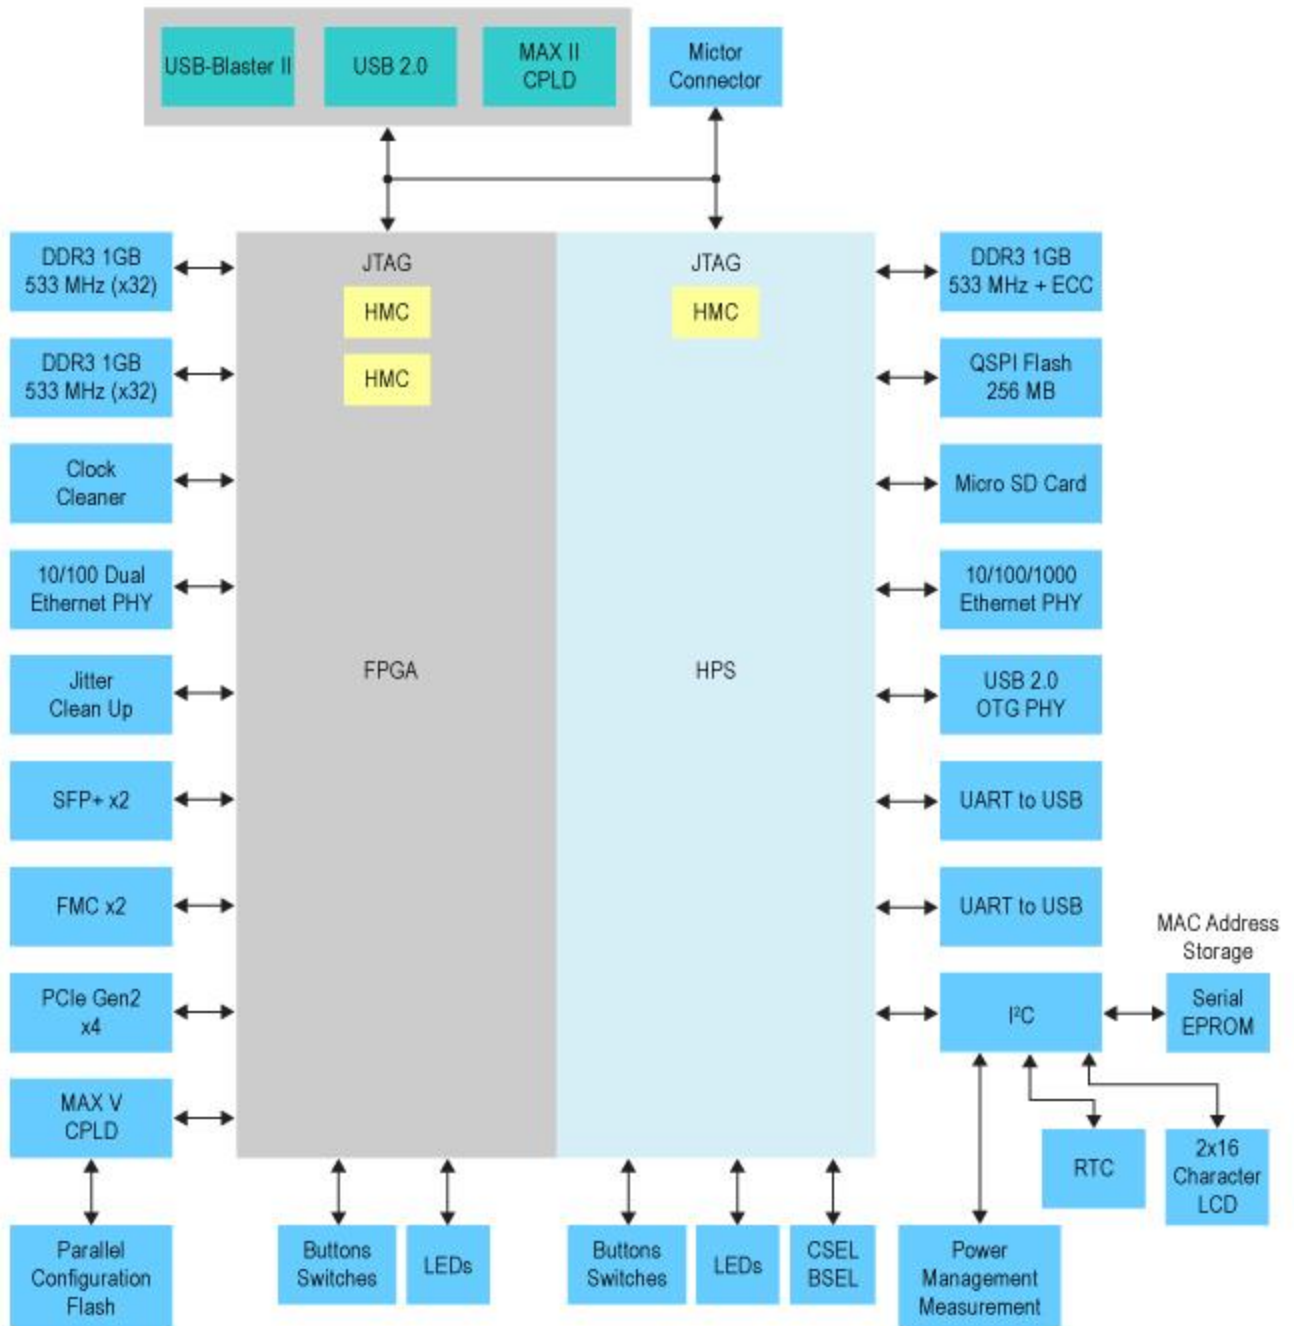 USB-Blaster II
USB 2.0
MAX II
CPLD
Mictor
Connector
DDR3 1GB
533 MHz (x32)
DDR3 1GB
533 MHz (x32)
Clock
Cleaner
10/100 Dual
Ethernet PHY
Jitter
Clean Up
SFP+ x2
FMC x2
PCIe Gen2
x4
MAX V
CPLD
Parallel
Configuration
Flash
JTAG
HMC
HMC
FPGA
JTAG
HMC
HPS
Buttons
Switches
LEDs
Buttons
Switches
LEDs
CSEL
BSEL
DDR3 1GB
533 MHz + ECC
QSPI Flash
256 MB
Micro SD Card
10/100/1000
Ethernet PHY
USB 2.0
OTG PHY
UART to USB
UART to USB
I²C
MAC Address
Storage
Serial
EPROM
RTC
2x16
Character
LCD
Power
Management
Measurement